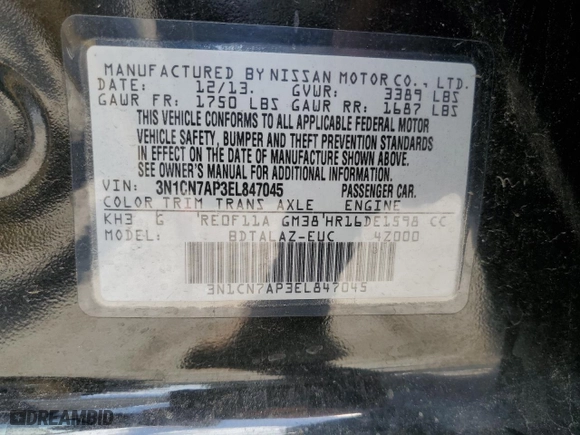 MANUFACTURED BY NISSAN MOTOR CO., LTD.
DATE: 12/13. GVWR: 3389 LBS
GAWR FR: 1750 LBS GAWR RR: 1687 LBS
THIS VEHICLE CONFORMS TO ALL APPLICABLE FEDERAL MOTOR
VEHICLE SAFETY, BUMPER AND THEFT PREVENTION STANDARDS
IN EFFECT ON THE DATE OF MANUFACTURE SHOWN ABOVE.
SEE OWNER'S MANUAL FOR ADDITIONAL INFORMATION.
VIN: 3N1CN7AP3EL847045 PASSENGER CAR.
COLOR TRIM TRANS AXLE ENGINE
KH3 G RE0F11A GM38 HR16DE1598 CC
MODEL: BDTALAZ-EUC 4Z000
3N1CN7AP3EL847045
DREAMBID